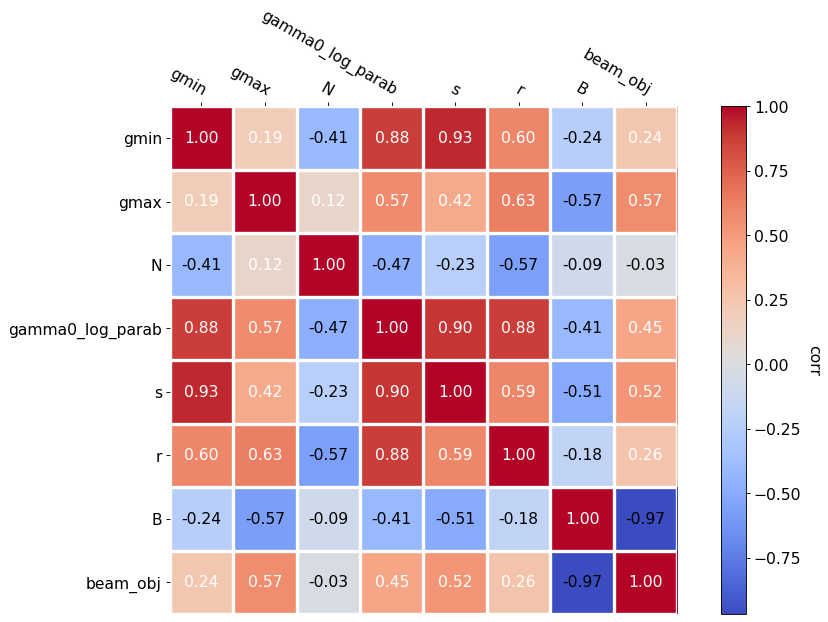 gmin gmax N gamma0_log_parab s r B beam_obj
gmin 1.00 0.19 -0.41 0.88 0.93 0.60 -0.24 0.24
gmax 0.19 1.00 0.12 0.57 0.42 0.63 -0.57 0.57
N -0.41 0.12 1.00 -0.47 -0.23 -0.57 -0.09 -0.03
gamma0_log_parab 0.88 0.57 -0.47 1.00 0.90 0.88 -0.41 0.45
s 0.93 0.42 -0.23 0.90 1.00 0.59 -0.51 0.52
r 0.60 0.63 -0.57 0.88 0.59 1.00 -0.18 0.26
B -0.24 -0.57 -0.09 -0.41 -0.51 -0.18 1.00 -0.97
beam_obj 0.24 0.57 -0.03 0.45 0.52 0.26 -0.97 1.00
1.00
0.75
0.50
0.25
0.00
−0.25
−0.50
−0.75
corr